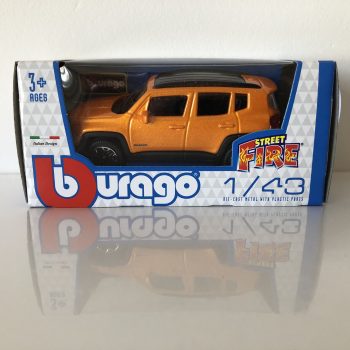 3+
AGES
Italian Design
STREET
FIRE
burago
1/43
DIE-CAST METAL WITH PLASTIC PARTS